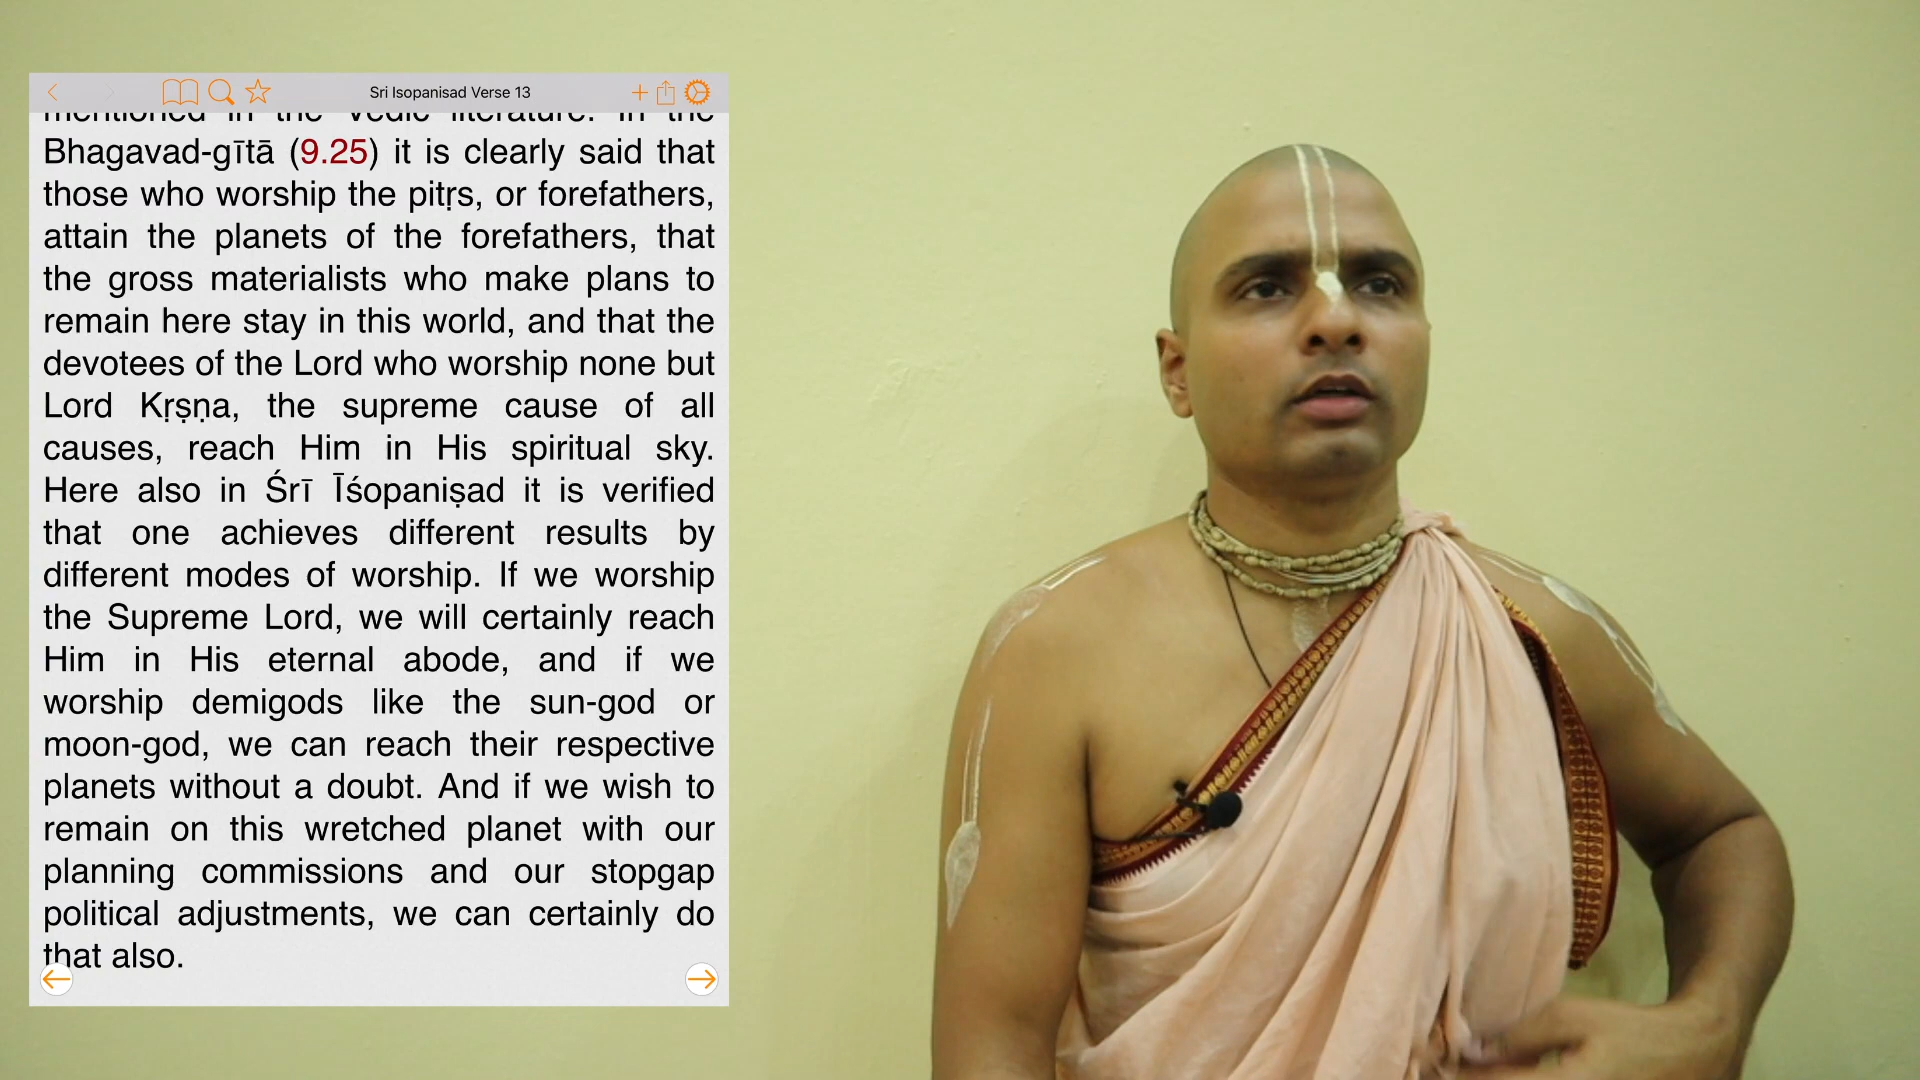 Sri Isopanisad Verse 13
mentioned in the Vedic literature. In the
Bhagavad-gītā (9.25) it is clearly said that
those who worship the pitṛs, or forefathers,
attain the planets of the forefathers, that
the gross materialists who make plans to
remain here stay in this world, and that the
devotees of the Lord who worship none but
Lord Kṛṣṇa, the supreme cause of all
causes, reach Him in His spiritual sky.
Here also in Śrī Īśopaniṣad it is verified
that one achieves different results by
different modes of worship. If we worship
the Supreme Lord, we will certainly reach
Him in His eternal abode, and if we
worship demigods like the sun-god or
moon-god, we can reach their respective
planets without a doubt. And if we wish to
remain on this wretched planet with our
planning commissions and our stopgap
political adjustments, we can certainly do
that also.